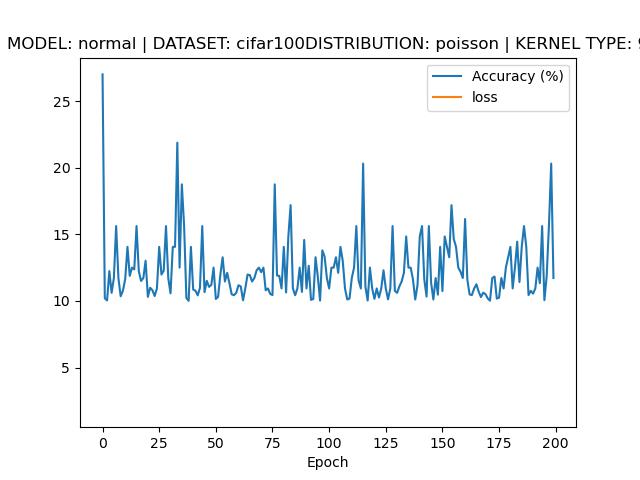 MODEL: normal | DATASET: cifar100DISTRIBUTION: poisson | KERNEL TYPE:
Accuracy (%)
loss
25
20
15
10
5
0 25 50 75 100 125 150 175 200
Epoch